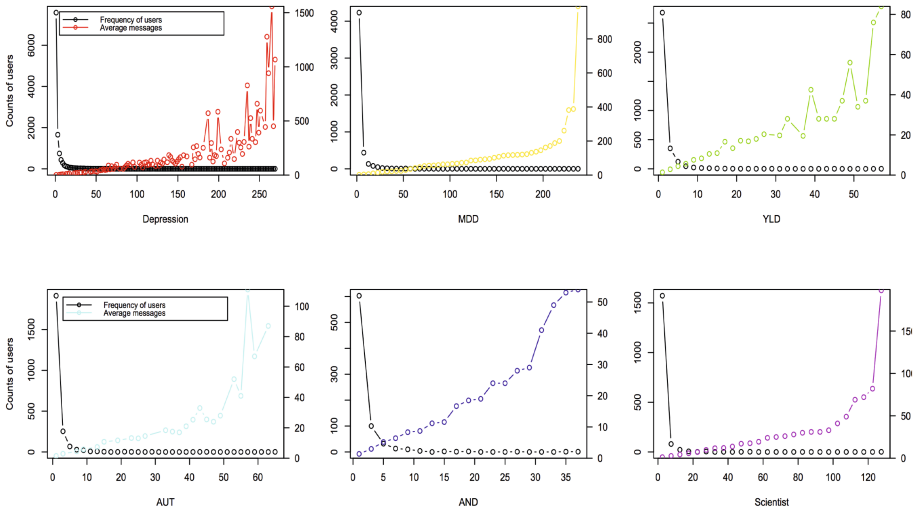 Frequency of users
Average messages
Counts of users
0 2000 4000 6000
0 500 1000 1500
0 50 100 150 200 250
Depression
0 1000 2000 3000 4000
0 200 400 600 800
0 50 100 150 200
MDD
0 500 1000 1500 2000
0 20 40 60 80
0 10 20 30 40 50
YLD
Frequency of users
Average messages
Counts of users
0 500 1000 1500
0 20 40 60 80 100
0 10 20 30 40 50 60
AUT
0 100 300 500
0 10 20 30 40 50
0 5 10 15 20 25 30 35
AND
0 500 1000 1500
0 50 100 150
0 20 40 60 80 100 120
Scientist